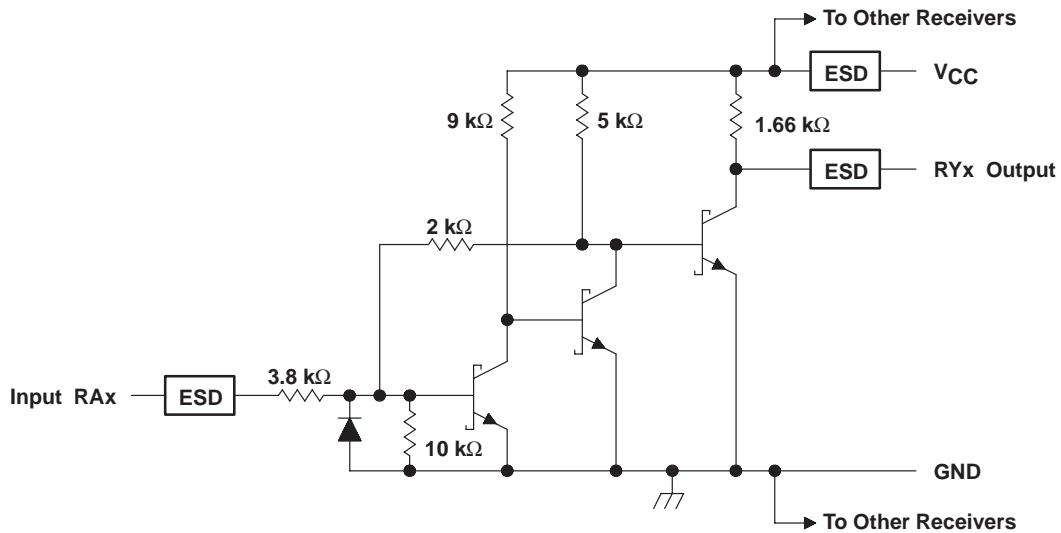 To Other Receivers
ESD
VCC
9 kΩ
5 kΩ
1.66 kΩ
ESD
RYx Output
2 kΩ
Input RAx
ESD
3.8 kΩ
10 kΩ
GND
To Other Receivers